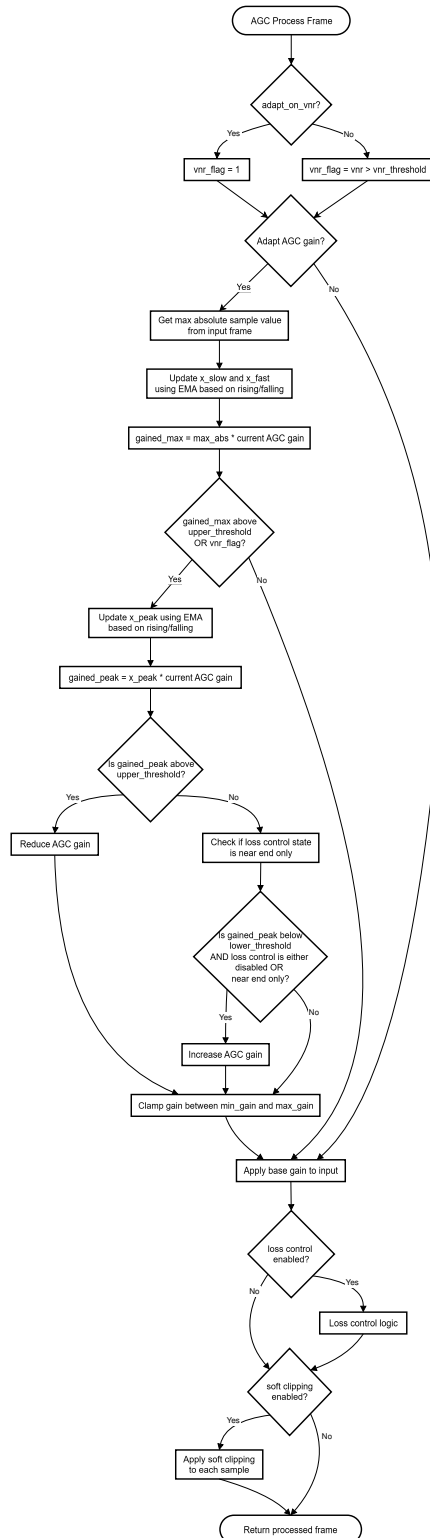 AGC Process Frame
adapt_on_vnr?
Yes
No
vnr_flag = 1
vnr_flag = vnr > vnr_threshold
Adapt AGC gain?
Yes
No
Get max absolute sample value
from input frame
Update x_slow and x_fast
using EMA based on rising/falling
gained_max = max_abs * current AGC gain
gained_max above
upper_threshold
OR vnr_flag?
Yes
No
Update x_peak using EMA
based on rising/falling
gained_peak = x_peak * current AGC gain
Is gained_peak above
upper_threshold?
Yes
No
Reduce AGC gain
Check if loss control state
is near end only
Is gained_peak below
lower_threshold
AND loss control is either
disabled OR
near end only?
Yes
No
Increase AGC gain
Clamp gain between min_gain and max_gain
Apply base gain to input
loss control
enabled?
Yes
No
Loss control logic
soft clipping
enabled?
Yes
No
Apply soft clipping
to each sample
Return processed frame